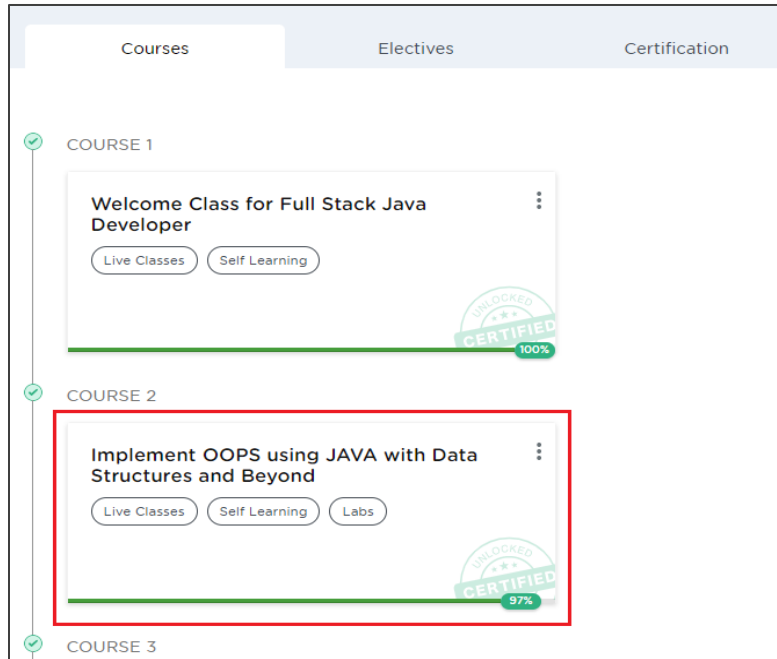 Courses Electives Certification
COURSE 1
Welcome Class for Full Stack Java
Developer
Live Classes Self Learning
UNLOCKED
CERTIFIED
100%
COURSE 2
Implement OOPS using JAVA with Data
Structures and Beyond
Live Classes Self Learning Labs
UNLOCKED
CERTIFIED
97%
COURSE 3